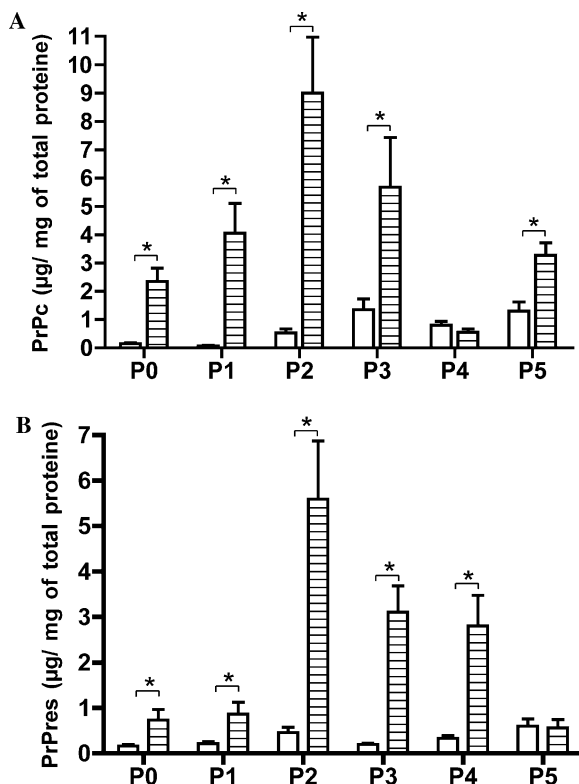 A
PrPc (µg/ mg of total proteine)
11
10
9
8
7
6
5
4
3
2
1
0
* * * * *
P0 P1 P2 P3 P4 P5
B
PrPres (µg/ mg of total proteine)
7
6
5
4
3
2
1
0
* * * * *
P0 P1 P2 P3 P4 P5